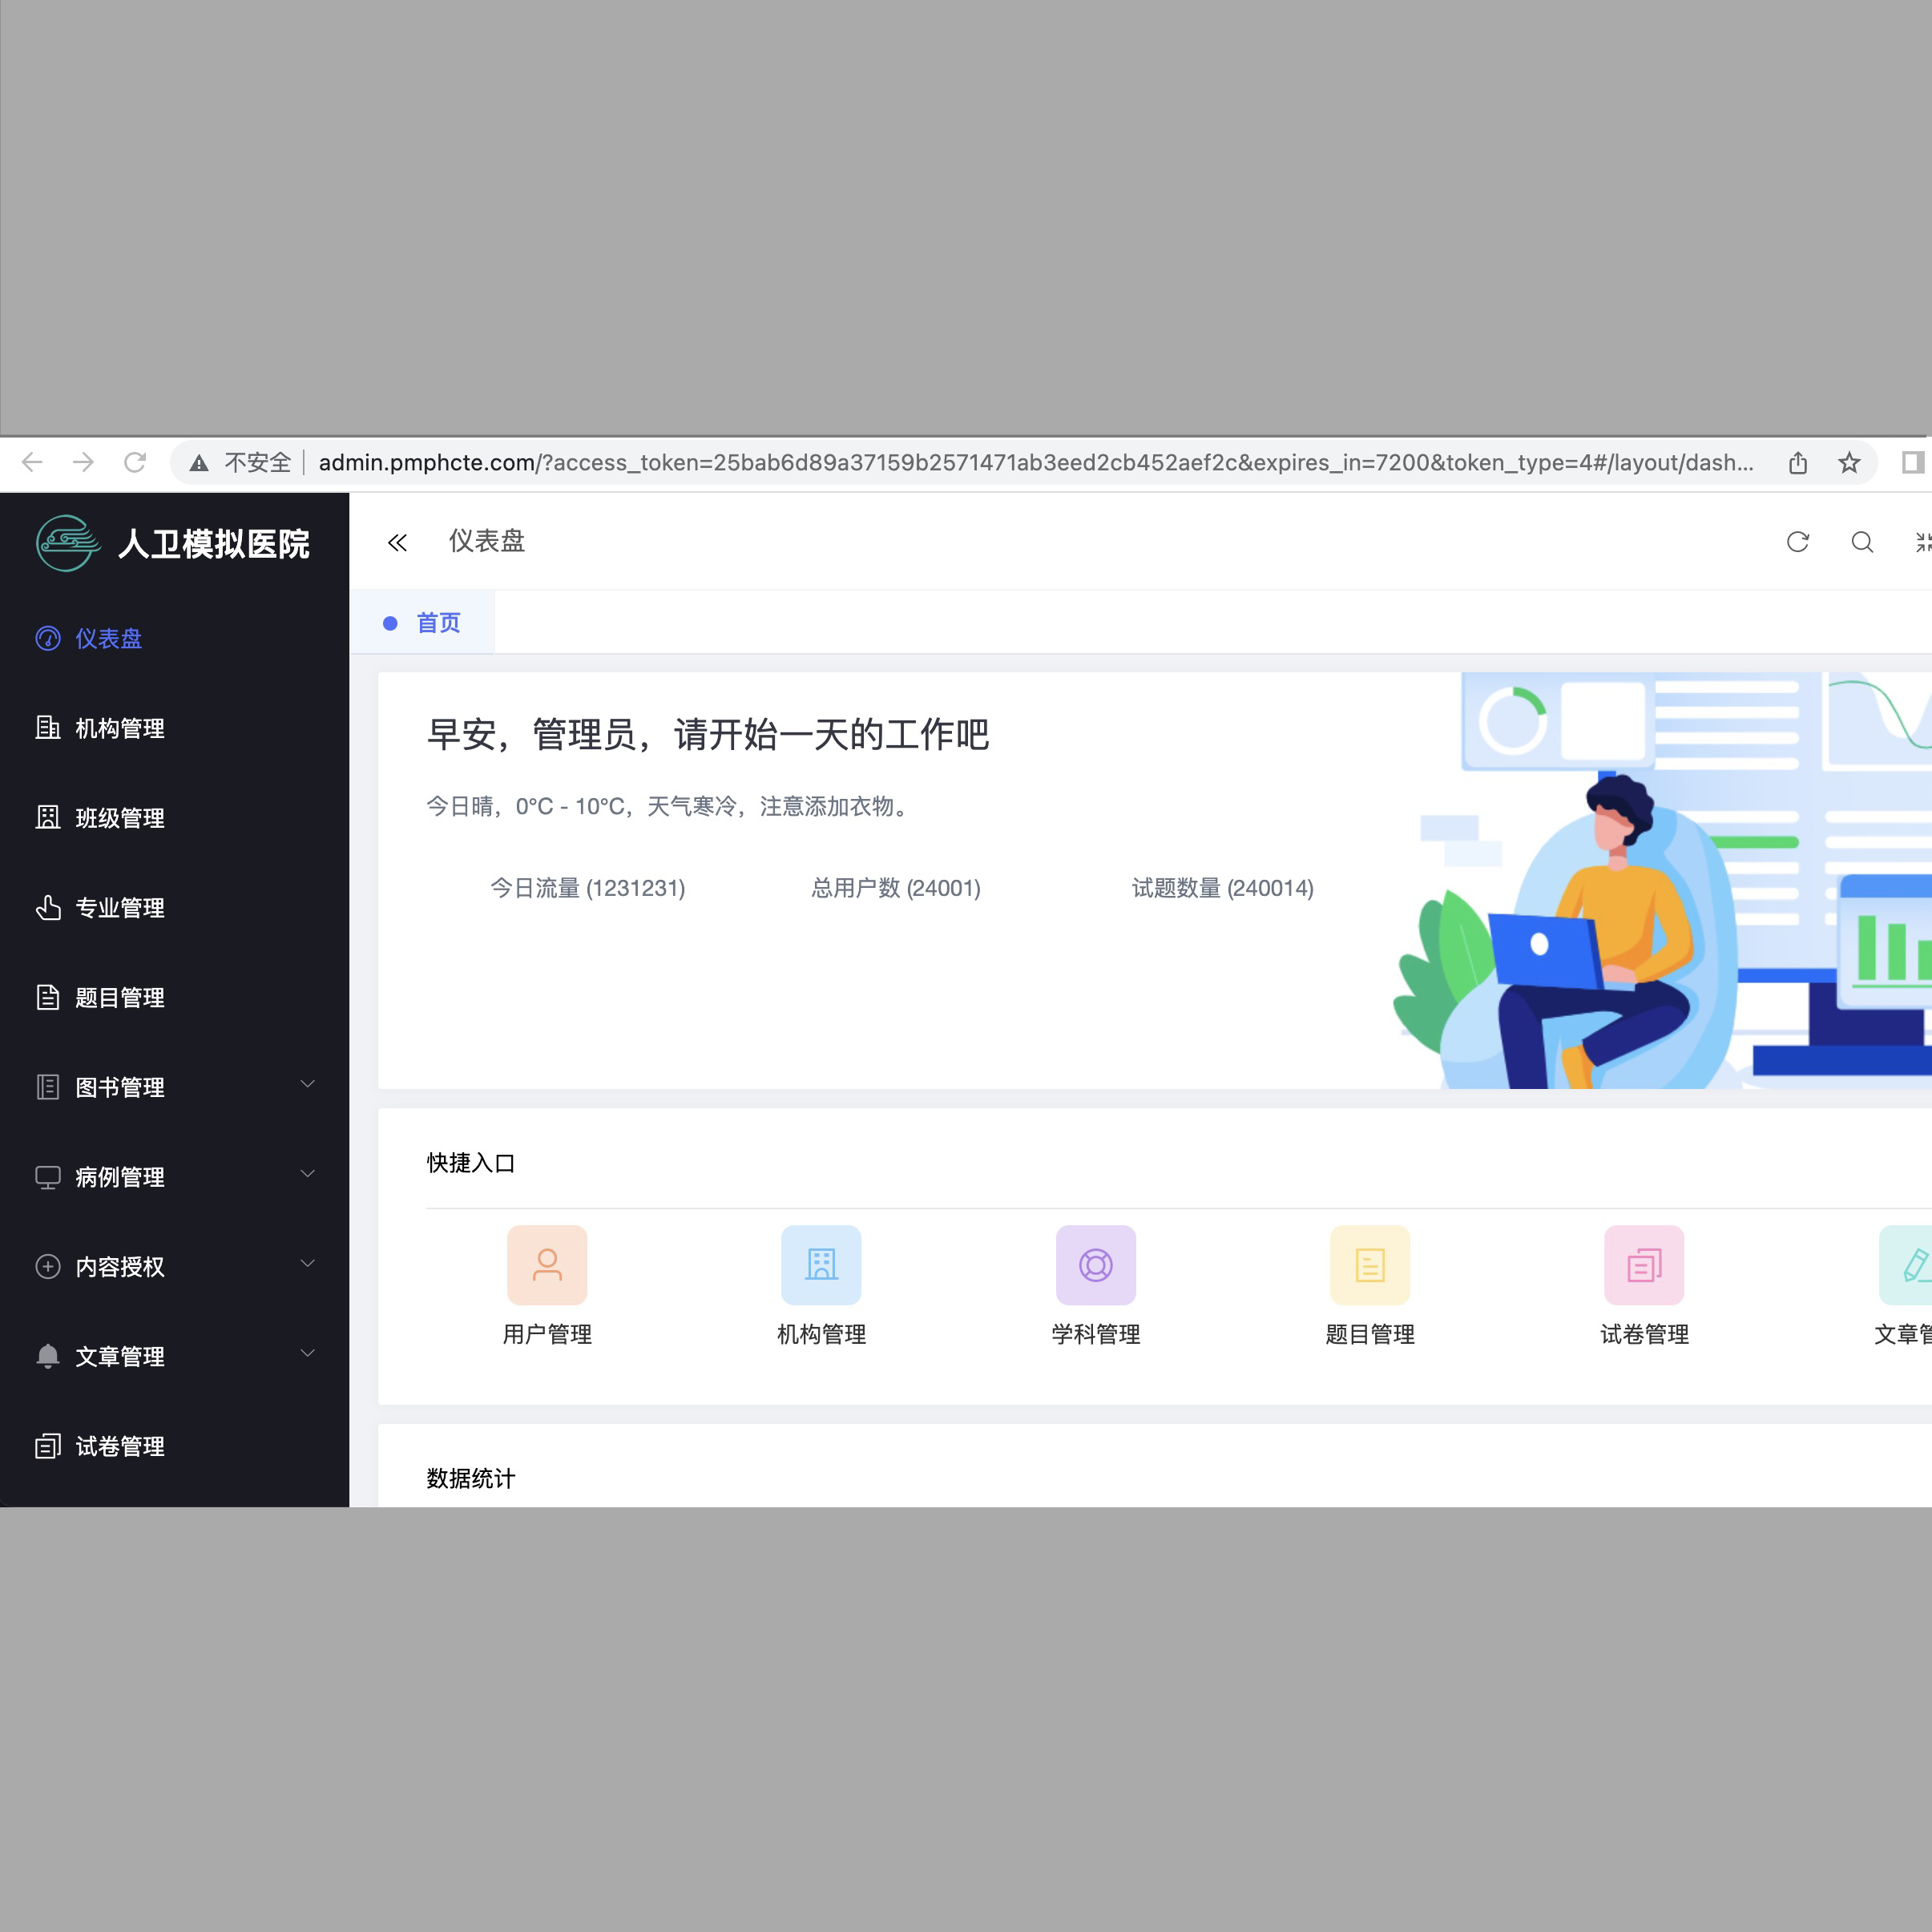 不安全 admin.pmphcte.com/?access_token=25bab6d89a37159b2571471ab3eed2cb452aef2c&expires_in=7200&token_type=4#/layout/dash...
人卫模拟医院
仪表盘
机构管理
班级管理
专业管理
题目管理
图书管理
病例管理
内容授权
文章管理
试卷管理
仪表盘
首页
早安，管理员，请开始一天的工作吧
今日晴，0℃ - 10℃，天气寒冷，注意添加衣物。
今日流量 (1231231) 总用户数 (24001) 试题数量 (240014)
快捷入口
用户管理 机构管理 学科管理 题目管理 试卷管理 文章管
数据统计